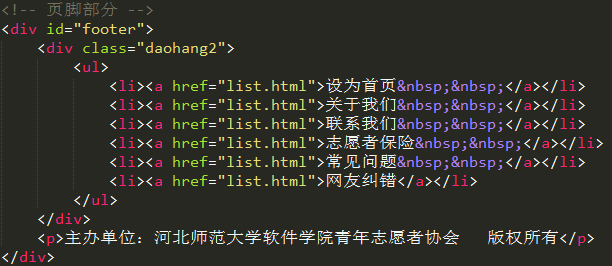 <!-- 页脚部分 -->
<div id="footer">
    <div class="daohang2">
        <ul>
            <li><a href="list.html">设为首页&nbsp;&nbsp;</a></li>
            <li><a href="list.html">关于我们&nbsp;&nbsp;</a></li>
            <li><a href="list.html">联系我们&nbsp;&nbsp;</a></li>
            <li><a href="list.html">志愿者保险&nbsp;&nbsp;</a></li>
            <li><a href="list.html">常见问题&nbsp;&nbsp;</a></li>
            <li><a href="list.html">网友纠错</a></li>
        </ul>
    </div>
    <p>主办单位：河北师范大学软件学院青年志愿者协会   版权所有</p>
</div>